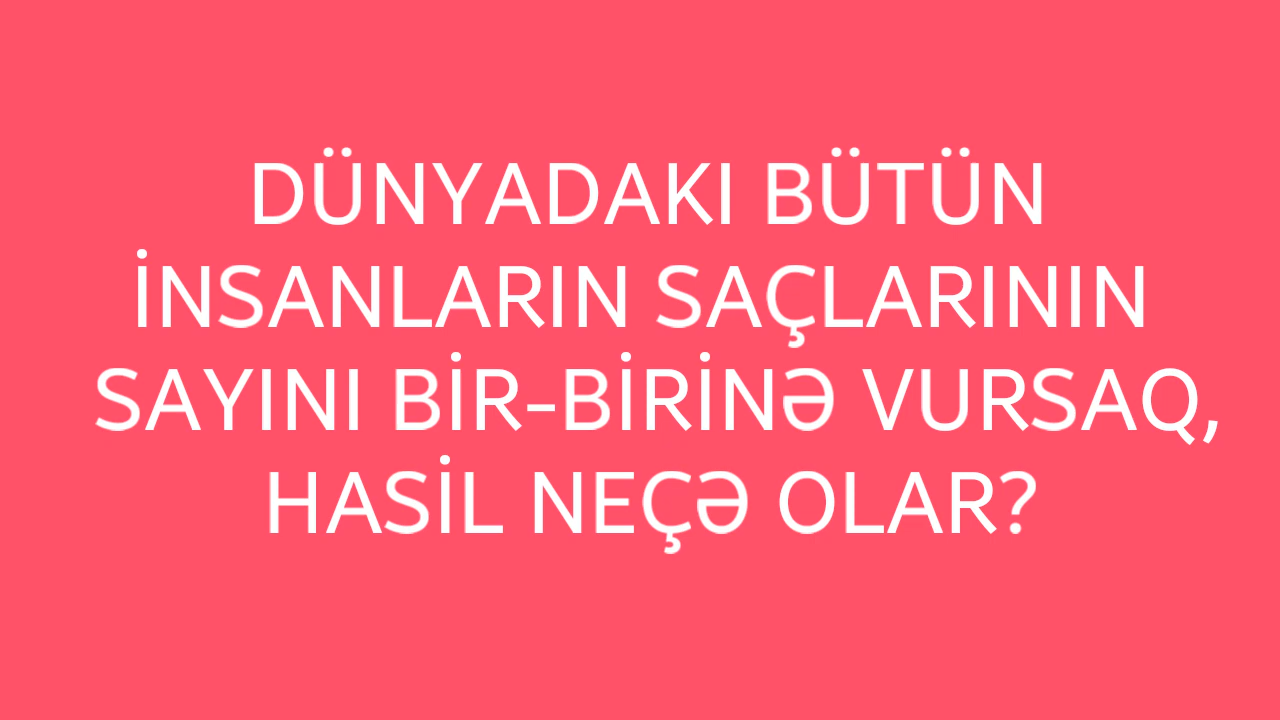 DÜNYADAKI BÜTÜN
İNSANLARIN SAÇLARININ
SAYINI BİR-BİRİNƏ VURSAQ,
HASİL NEÇƏ OLAR?